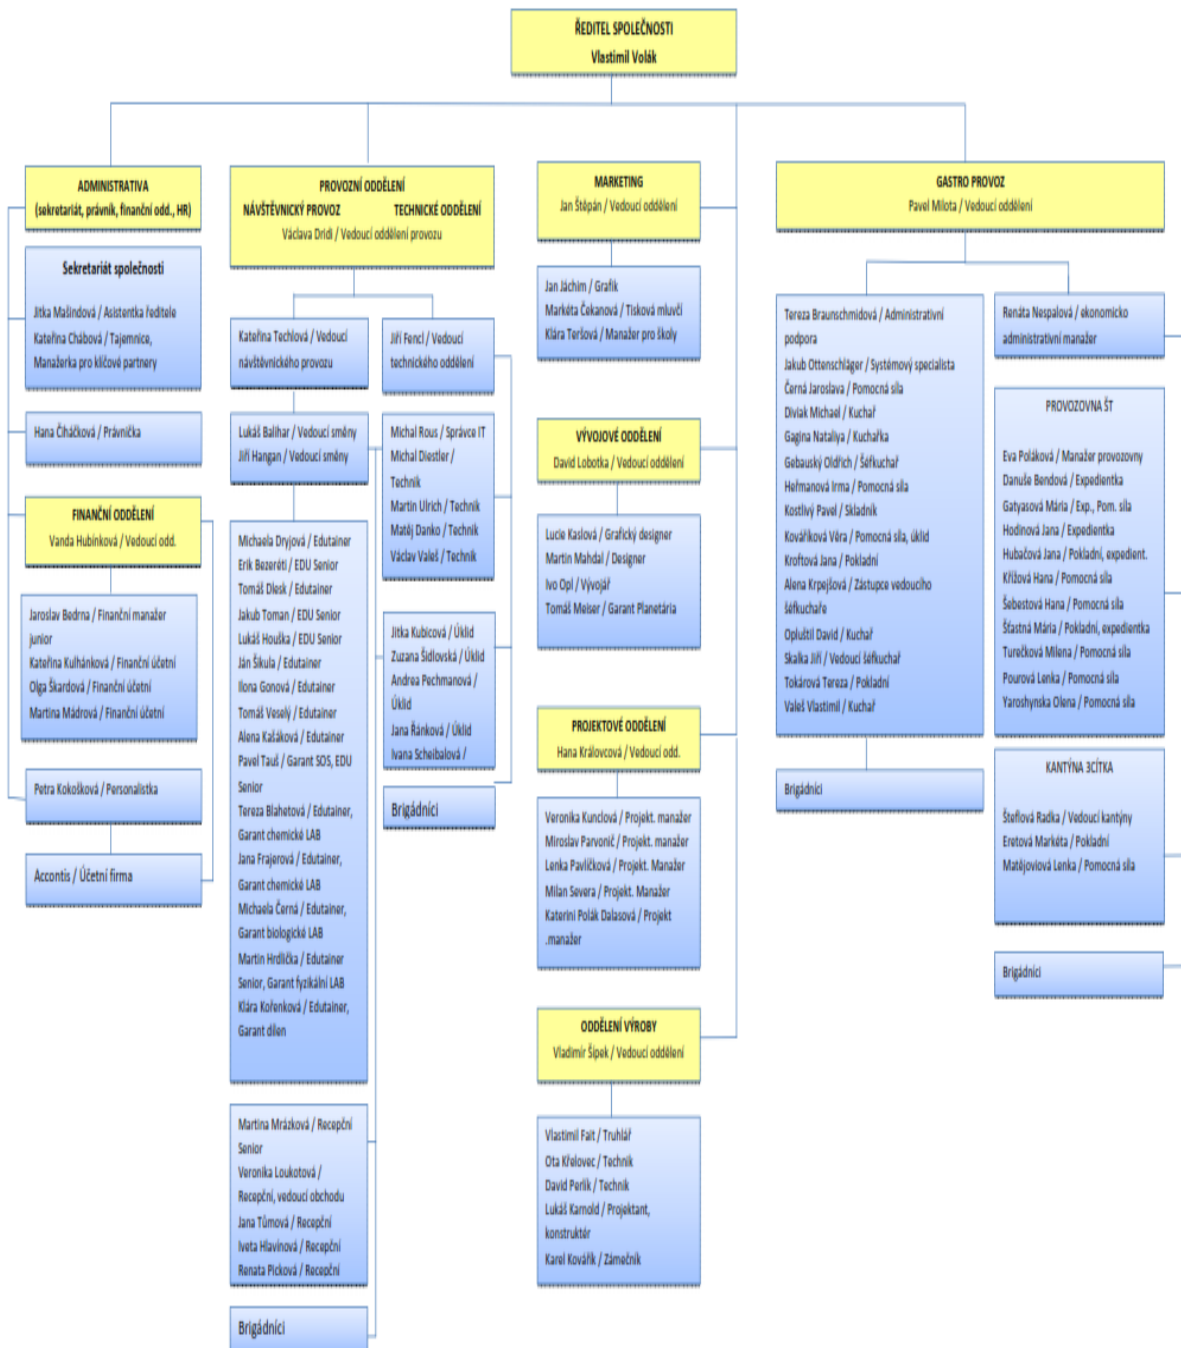 ŘEDITEL SPOLEČNOSTI
Vlastimil Volák
ADMINISTRATIVA
(sekretariát, právník, finanční odd., HR)
Sekretariát společnosti
Jitka Mašindová / Asistentka ředitele
Kateřina Chábová / Tajemnice,
Manažerka pro klíčové partnery
Hana Čiháčková / Právnička
FINANČNÍ ODDĚLENÍ
Vanda Hubínková / Vedoucí odd.
Jaroslav Bedrna / Finanční manažer
junior
Kateřina Kulhánková / Finanční účetní
Olga Škardová / Finanční účetní
Martina Mádrová / Finanční účetní
Petra Kokošková / Personalistka
Accontis / Účetní firma
PROVOZNÍ ODDĚLENÍ
NÁVŠTĚVNICKÝ PROVOZ TECHNICKÉ ODDĚLENÍ
Václava Dridi / Vedoucí oddělení provozu
Kateřina Techlová / Vedoucí
návštěvnického provozu
Lukáš Balihar / Vedoucí směny
Jiří Hangan / Vedoucí směny
Michaela Dryjová / Edutainer
Erik Bezeréti / EDU Senior
Tomáš Dlesk / Edutainer
Jakub Toman / EDU Senior
Lukáš Houška / EDU Senior
Ján Šikula / Edutainer
Ilona Gonová / Edutainer
Tomáš Veselý / Edutainer
Alena Kašáková / Edutainer
Pavel Tauš / Garant SOS, EDU
Senior
Tereza Blahetová / Edutainer,
Garant chemické LAB
Jana Frajerová / Edutainer,
Garant chemické LAB
Michaela Černá / Edutainer,
Garant biologické LAB
Martin Hrdlička / Edutainer
Senior, Garant fyzikální LAB
Klára Kořenková / Edutainer,
Garant dílen
Martina Mrázková / Recepční
Senior
Veronika Loukotová /
Recepční, vedoucí obchodu
Jana Tůmová / Recepční
Iveta Hlavinová / Recepční
Renata Picková / Recepční
Brigádníci
Jiří Fencl / Vedoucí
technického oddělení
Michal Rous / Správce IT
Michal Diestler /
Technik
Martin Ulrich / Technik
Matěj Danko / Technik
Václav Valeš / Technik
Jitka Kubicová / Úklid
Zuzana Šidlovská / Úklid
Andrea Pechmanová /
Úklid
Jana Řánková / Úklid
Ivana Scheibalová /
Brigádníci
MARKETING
Jan Štěpán / Vedoucí oddělení
Jan Jáchim / Grafik
Markéta Čekanová / Tisková mluvčí
Klára Teršová / Manažer pro školy
VÝVOJOVÉ ODDĚLENÍ
David Lobotka / Vedoucí oddělení
Lucie Kaslová / Grafický designer
Martin Mahdal / Designer
Ivo Opl / Vývojář
Tomáš Meiser / Garant Planetária
PROJEKTOVÉ ODDĚLENÍ
Hana Královcová / Vedoucí odd.
Veronika Kunclová / Projekt. manažer
Miroslav Parvonič / Projekt. manažer
Lenka Pavlíčková / Projekt. Manažer
Milan Severa / Projekt. Manažer
Katerini Polák Dalasová / Projekt
.manažer
ODDĚLENÍ VÝROBY
Vladimír Šípek / Vedoucí oddělení
Vlastimil Fait / Truhlář
Ota Křelovec / Technik
David Perlík / Technik
Lukáš Karnold / Projektant,
konstruktér
Karel Kovářík / Zámečník
GASTRO PROVOZ
Pavel Milota / Vedoucí oddělení
Tereza Braunschmidová / Administrativní
podpora
Jakub Ottenschläger / Systémový specialista
Černá Jaroslava / Pomocná síla
Diviak Michael / Kuchař
Gagina Nataliya / Kuchařka
Gebauský Oldřich / Šéfkuchař
Heřmanová Irma / Pomocná síla
Kostlivý Pavel / Skladník
Kováříková Věra / Pomocná síla, úklid
Kroftová Jana / Pokladní
Alena Krpejšová / Zástupce vedoucího
šéfkuchaře
Opluštil David / Kuchař
Skalka Jiří / Vedoucí šéfkuchař
Tokárová Tereza / Pokladní
Valeš Vlastimil / Kuchař
Brigádníci
Renáta Nespalová / ekonomicko
administrativní manažer
PROVOZOVNA ŠT
Eva Poláková / Manažer provozovny
Danuše Bendová / Expedientka
Gatyasová Mária / Exp., Pom. síla
Hodinová Jana / Expedientka
Hubačová Jana / Pokladní, expedient.
Křížová Hana / Pomocná síla
Šebestová Hana / Pomocná síla
Šťastná Mária / Pokladní, expedientka
Turečková Milena / Pomocná síla
Pourová Lenka / Pomocná síla
Yaroshynska Olena / Pomocná síla
KANTÝNA 3CÍTKA
Šteflová Radka / Vedoucí kantýny
Eretová Markéta / Pokladní
Matějoviolá Lenka / Pomocná síla
Brigádníci